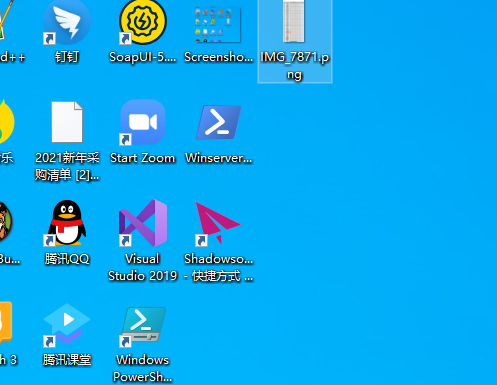 d++
钉钉
SoapUI-5....
Screensho...
IMG_7871.p
ng
乐
2021新年采
购清单 [2]...
Start Zoom
Winserver...
Bu...
腾讯QQ
Visual
Studio 2019
Shadowso...
- 快捷方式 ...
h 3
腾讯课堂
Windows
PowerSh...